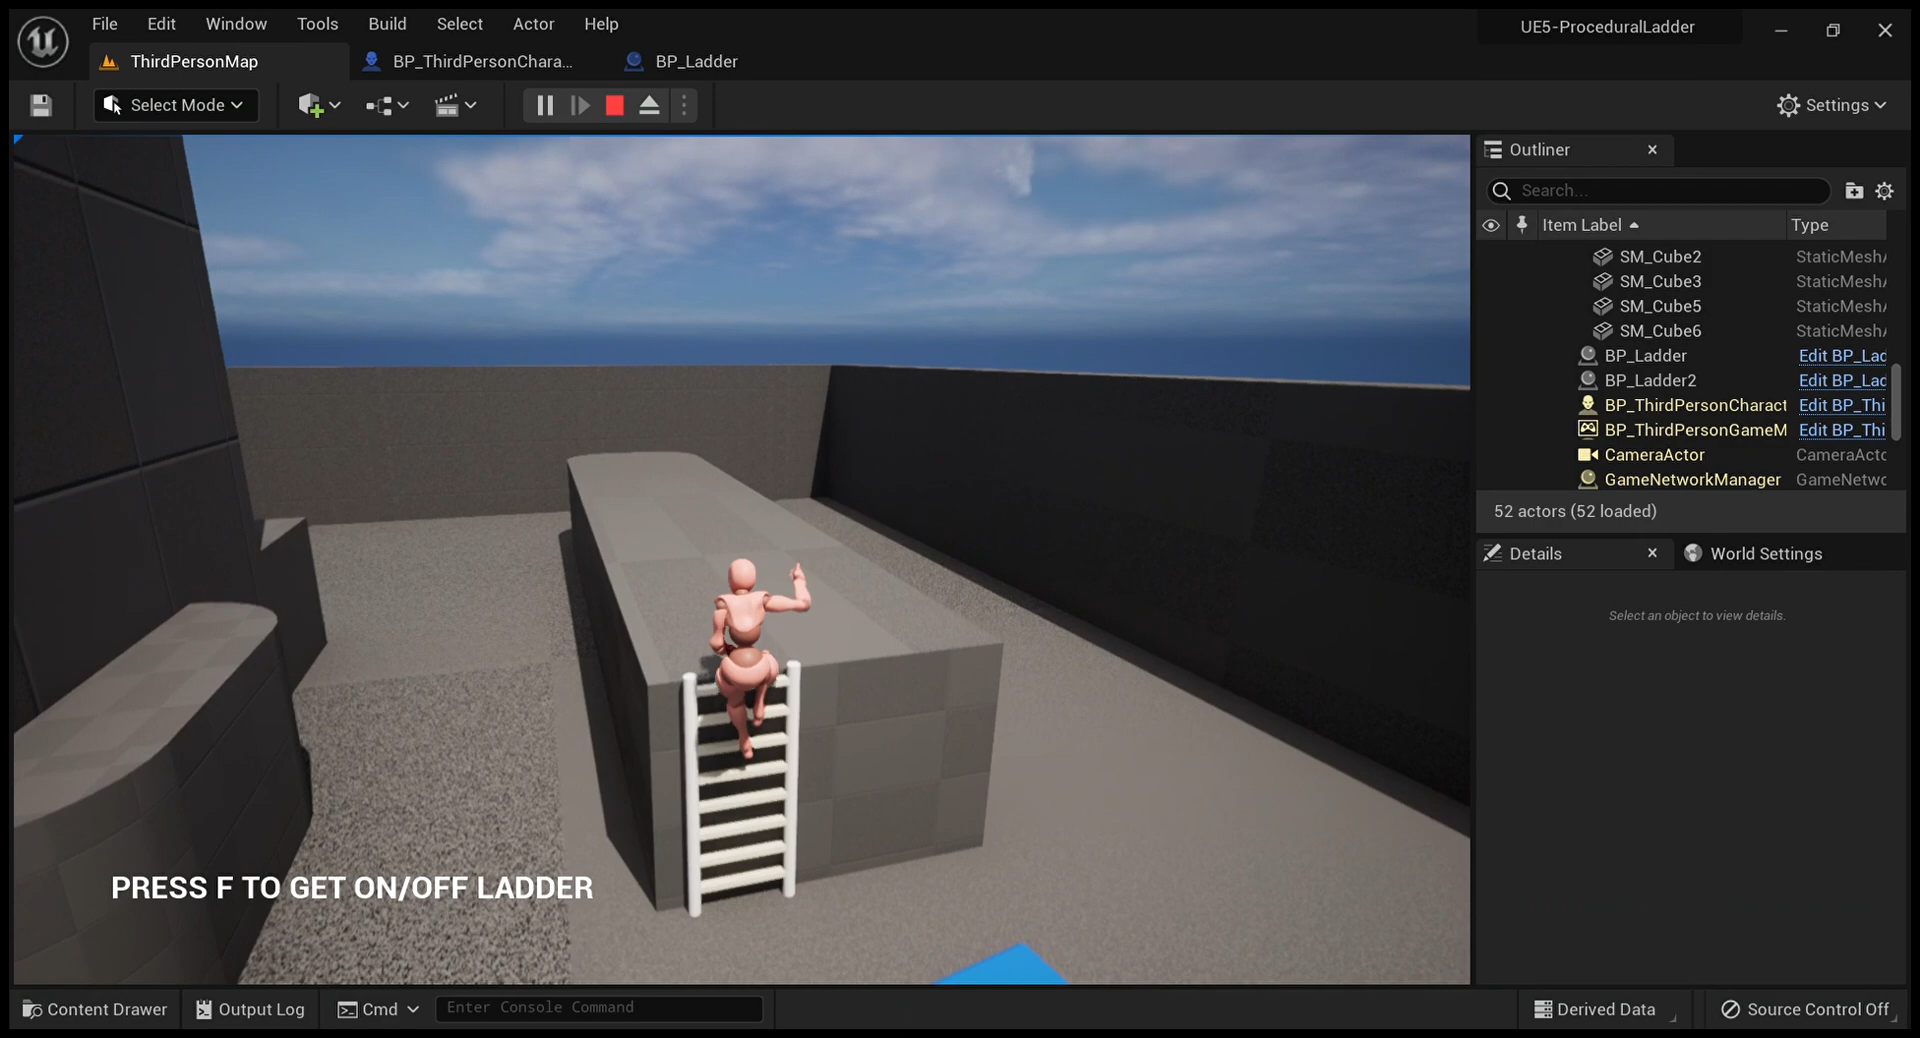 File Edit Window Tools Build Select Actor Help
UE5-ProceduralLadder
ThirdPersonMap
BP_ThirdPersonChara...
BP_Ladder
Select Mode
Settings
Outliner
Search...
Item Label Type
SM_Cube2 StaticMesh
SM_Cube3 StaticMesh
SM_Cube5 StaticMesh
SM_Cube6 StaticMesh
BP_Ladder Edit BP_Lad
BP_Ladder2 Edit BP_Lad
BP_ThirdPersonCharact Edit BP_Thi
BP_ThirdPersonGameM Edit BP_Thi
CameraActor CameraActo
GameNetworkManager GameNetwo
52 actors (52 loaded)
Details
World Settings
Select an object to view details.
PRESS F TO GET ON/OFF LADDER
Content Drawer
Output Log
Cmd
Enter Console Command
Derived Data
Source Control Off